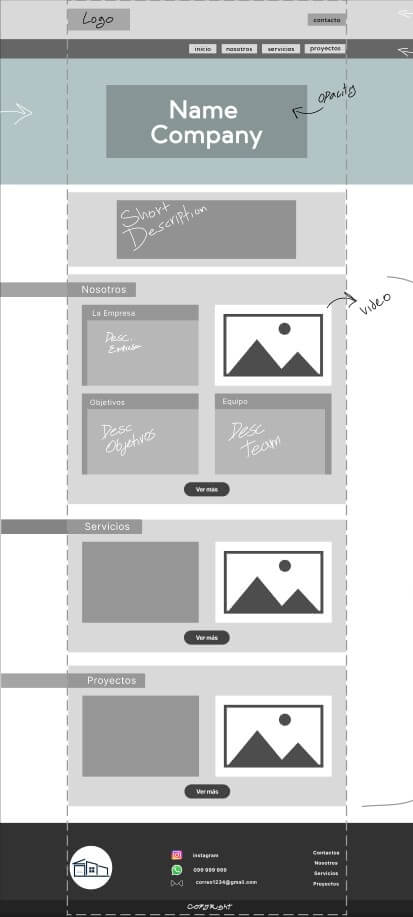 Logo
contacto
inicio nosotros servicios proyectos
Name
Company
opacity
Short
Description
Nosotros
La Empresa
Desc.
Empresa
video
Objetivos
Desc
Objetivos
Equipo
Desc
Team
Ver más
Servicios
Ver más
Proyectos
Ver más
instagram
099 999 999
correo1234@gmail.com
Contactos
Nosotros
Servicios
Proyectos
COPYRIGHT